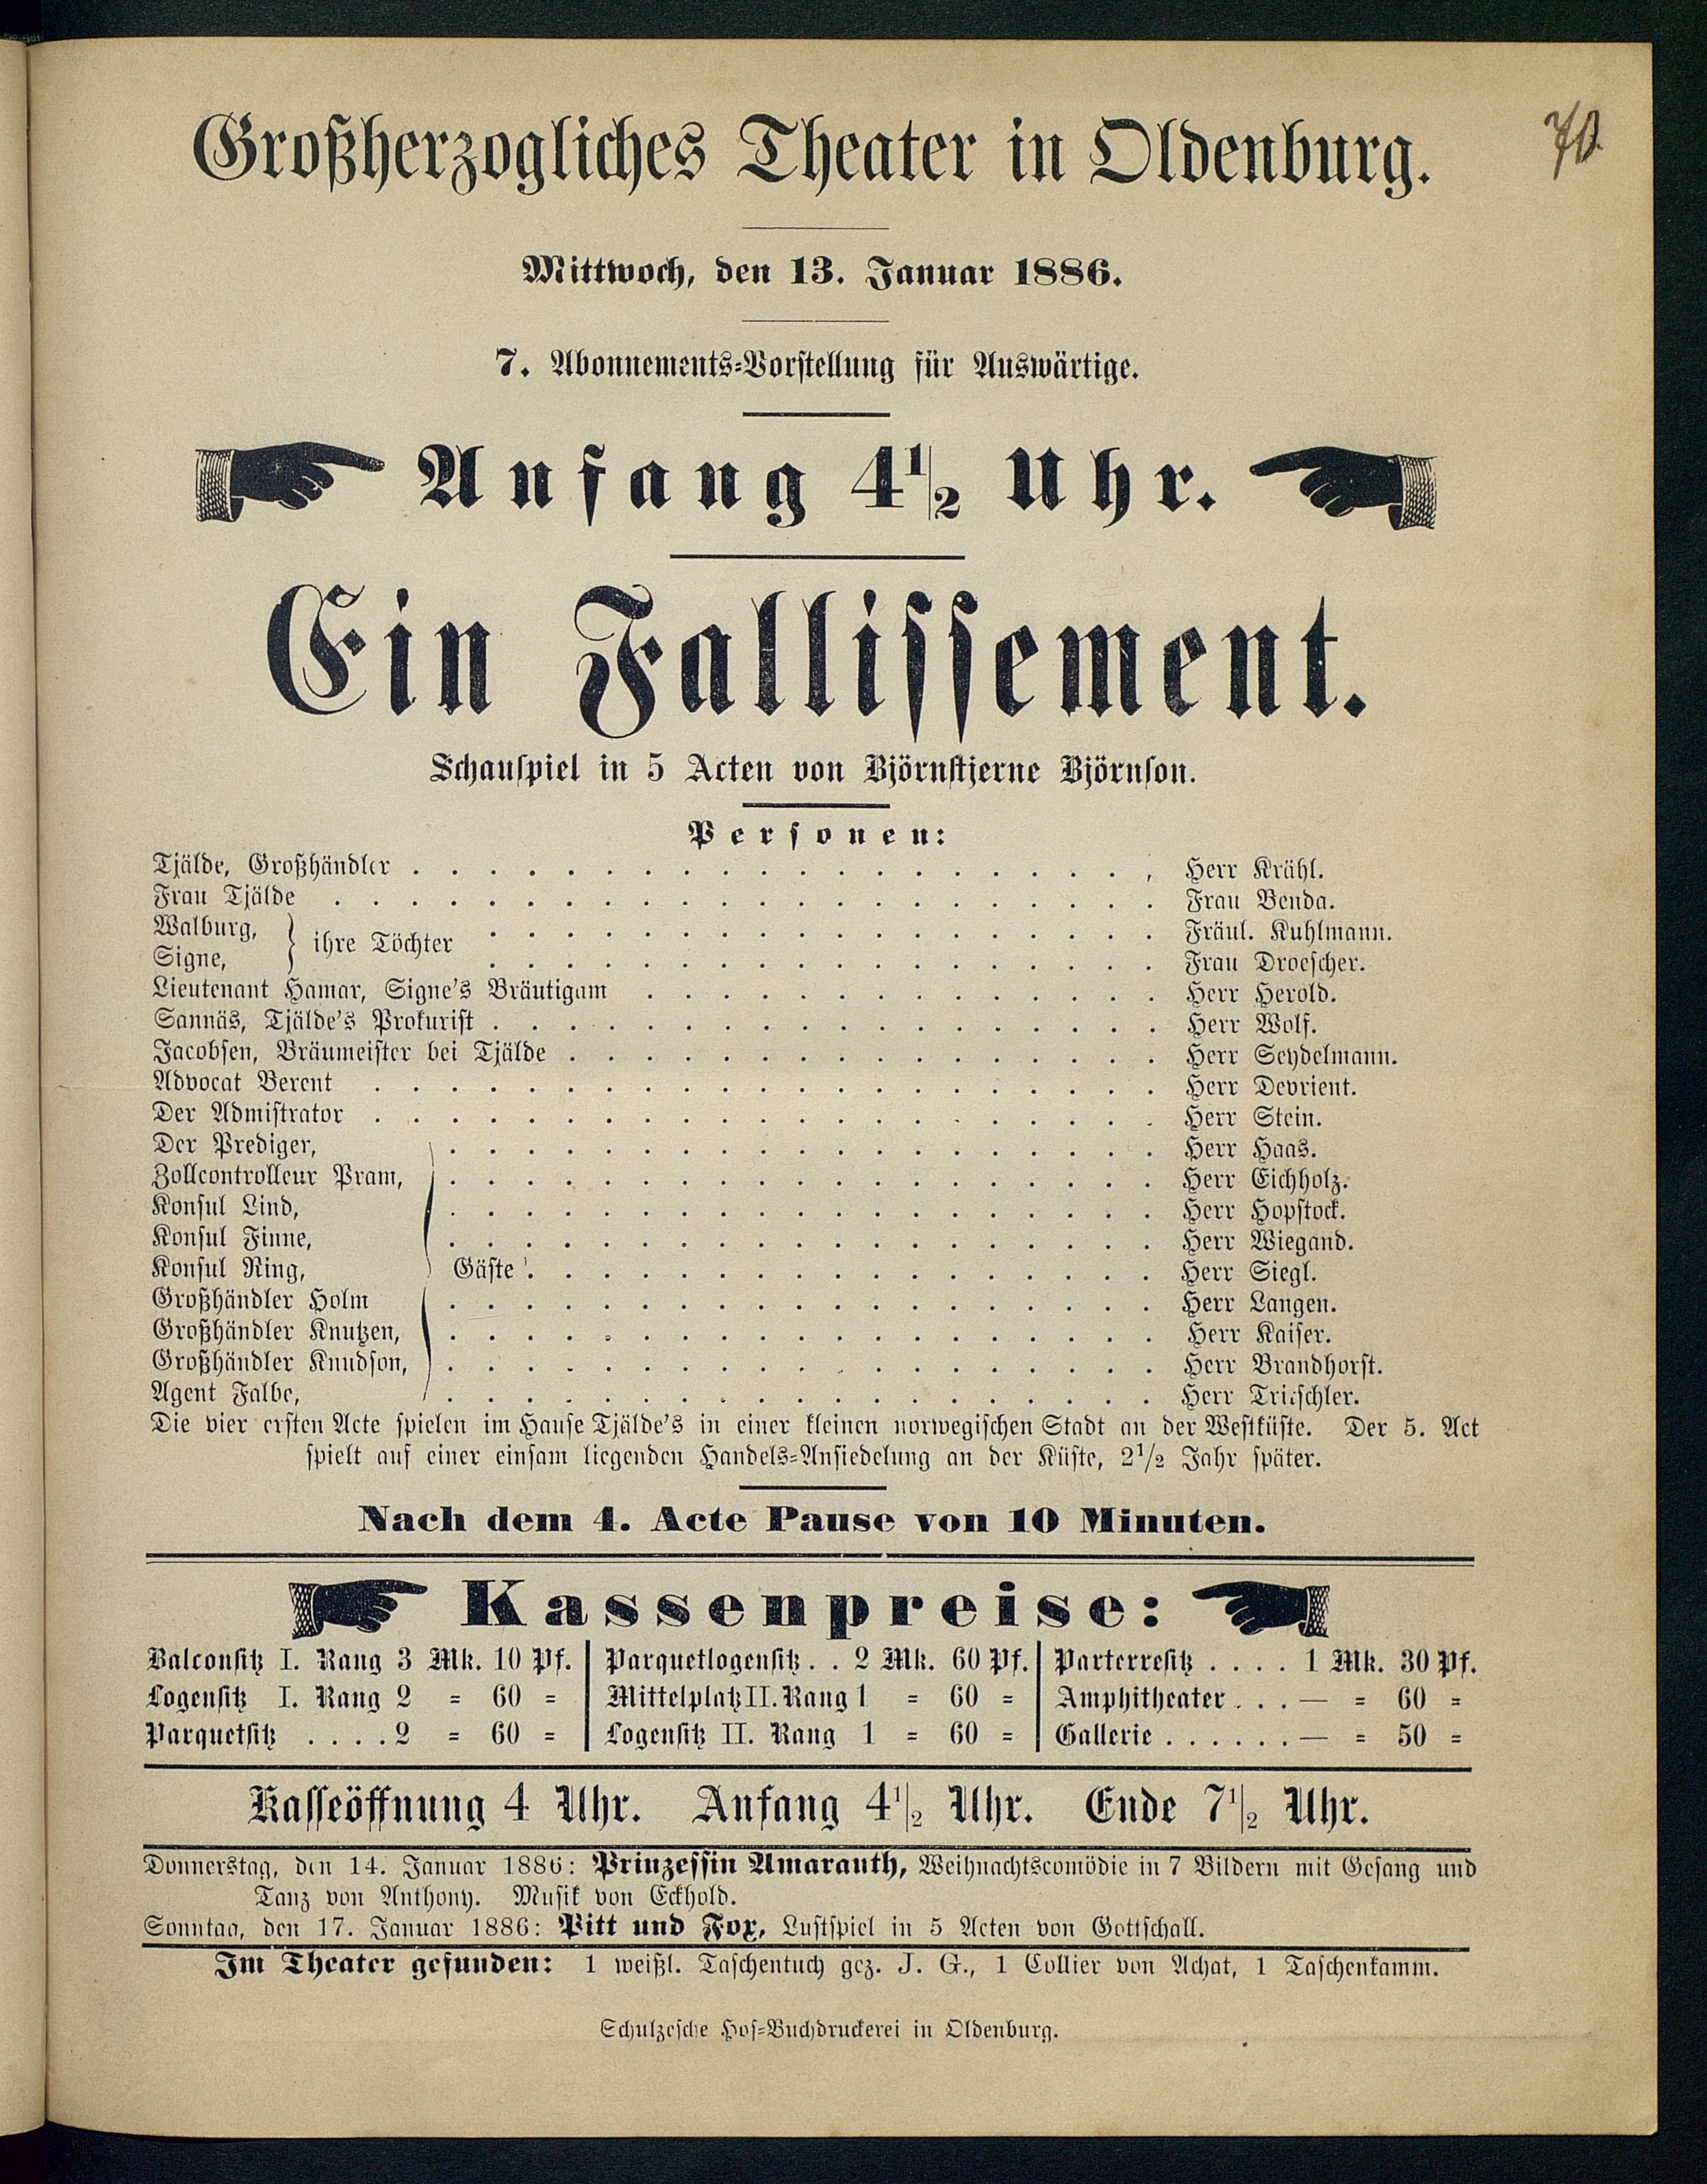 70.
Großherzogliches Theater in Oldenburg.
Mittwoch, den 13. Januar 1886.
7. Abonnements-Vorstellung für Auswärtige.
Anfang 4 1/2 Uhr.
Ein Fallissement.
Schauspiel in 5 Acten von Björnstjerne Björnson.
Personen:
Tjälde, Großhändler . . . . . . . . . . Herr Krähl.
Frau Tjälde . . . . . . . . . . Frau Benda.
Walburg, } ihre Töchter . . . . . . . . . . Fräul. Kuhlmann.
Signe, . . . . . . . . . . Frau Droescher.
Lieutenant Hamar, Signe's Bräutigam . . . . . . . . . . Herr Herold.
Sannäs, Tjälde's Prokurist . . . . . . . . . . Herr Wolf.
Jacobsen, Bräumeister bei Tjälde . . . . . . . . . . Herr Seydelmann.
Advocat Berent . . . . . . . . . . Herr Devrient.
Der Admistrator . . . . . . . . . . Herr Stein.
Der Prediger, . . . . . . . . . . Herr Haas.
Zollcontrolleur Pram, . . . . . . . . . . Herr Eichholz.
Konsul Lind, . . . . . . . . . . Herr Hopstock.
Konsul Finne, . . . . . . . . . . Herr Wiegand.
Konsul Ring, } Gäste . . . . . . . . . . Herr Siegl.
Großhändler Holm . . . . . . . . . . Herr Langen.
Großhändler Knutzen, . . . . . . . . . . Herr Kaiser.
Großhändler Knudson, . . . . . . . . . . Herr Brandhorst.
Agent Falbe, . . . . . . . . . . Herr Trieschler.
Die vier ersten Acte spielen im Hause Tjälde's in einer kleinen norwegischen Stadt an der Westküste. Der 5. Act
spielt auf einer einsam liegenden Handels-Ansiedelung an der Küste, 2 1/2 Jahr später.
Nach dem 4. Acte Pause von 10 Minuten.
Kassenpreise:
Balconsitz I. Rang 3 Mk. 10 Pf. | Parquetlogensitz . . 2 Mk. 60 Pf. | Parterresitz . . . . 1 Mk. 30 Pf.
Logensitz I. Rang 2 = 60 = | Mittelplatz II. Rang 1 = 60 = | Amphitheater . . . — = 60 =
Parquetsitz . . . . 2 = 60 = | Logensitz II. Rang 1 = 60 = | Gallerie . . . . . . — = 50 =
Kasseöffnung 4 Uhr. Anfang 4 1/2 Uhr. Ende 7 1/2 Uhr.
Donnerstag, den 14. Januar 1886: Prinzessin Amaranth, Weihnachtscomödie in 7 Bildern mit Gesang und
Tanz von Anthony. Musik von Eckhold.
Sonntag, den 17. Januar 1886: Pitt und Fox, Lustspiel in 5 Acten von Gottschall.
Im Theater gefunden: 1 weißl. Taschentuch gez. J. G., 1 Collier von Achat, 1 Taschenkamm.
Schulzesche Hof-Buchdruckerei in Oldenburg.